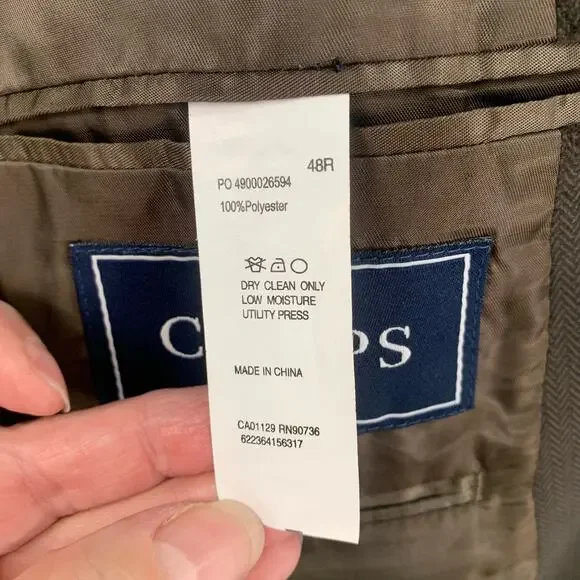 48R
PO 4900026594
100%Polyester
DRY CLEAN ONLY
LOW MOISTURE
UTILITY PRESS
MADE IN CHINA
CA01129 RN90736
622364156317